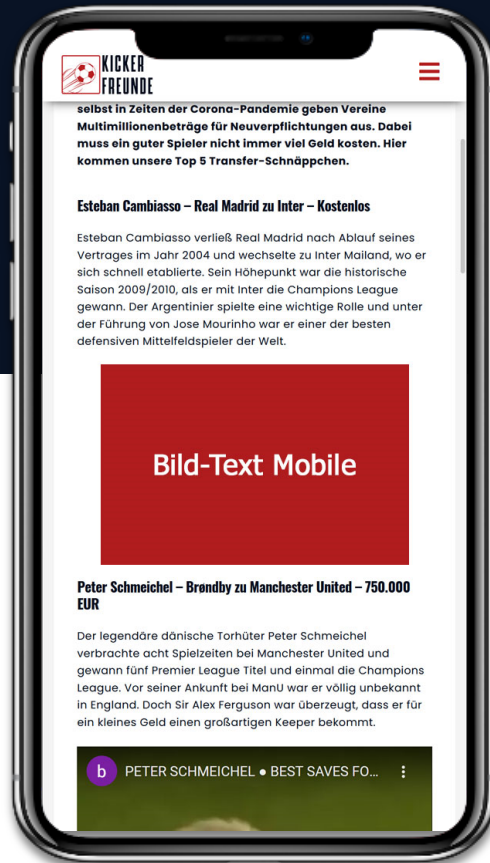 KICKER
FREUNDE
selbst in Zeiten der Corona-Pandemie geben Vereine
Multimillionenbeträge für Neuverpflichtungen aus. Dabei
muss ein guter Spieler nicht immer viel Geld kosten. Hier
kommen unsere Top 5 Transfer-Schnäppchen.
Esteban Cambiasso – Real Madrid zu Inter – Kostenlos
Esteban Cambiasso verließ Real Madrid nach Ablauf seines
Vertrages im Jahr 2004 und wechselte zu Inter Mailand, wo er
sich schnell etablierte. Sein Höhepunkt war die historische
Saison 2009/2010, als er mit Inter die Champions League
gewann. Der Argentinier spielte eine wichtige Rolle und unter
der Führung von Jose Mourinho war er einer der besten
defensiven Mittelfeldspieler der Welt.
Bild-Text Mobile
Peter Schmeichel – Brøndby zu Manchester United – 750.000
EUR
Der legendäre dänische Torhüter Peter Schmeichel
verbrachte acht Spielzeiten bei Manchester United und
gewann fünf Premier League Titel und einmal die Champions
League. Vor seiner Ankunft bei ManU war er völlig unbekannt
in England. Doch Sir Alex Ferguson war überzeugt, dass er für
ein kleines Geld einen großartigen Keeper bekommt.
b PETER SCHMEICHEL ● BEST SAVES FO...